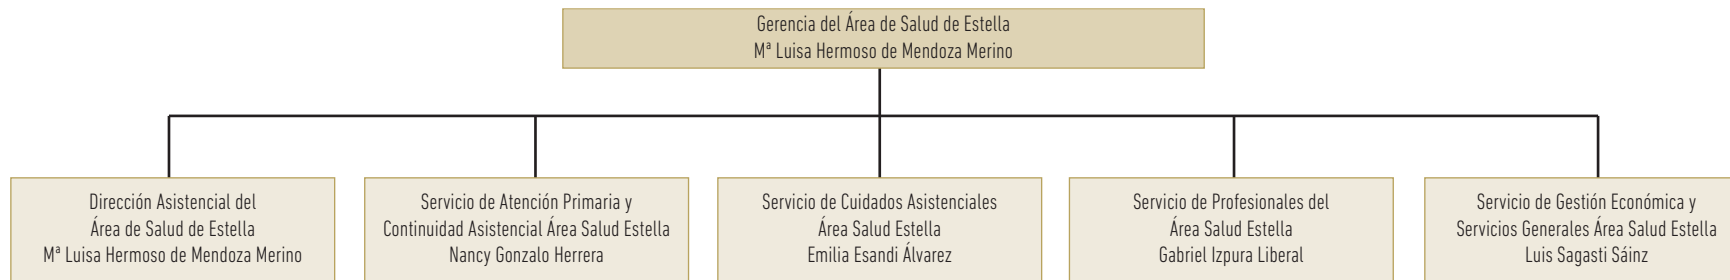 Gerencia del Área de Salud de Estella
Mª Luisa Hermoso de Mendoza Merino
Dirección Asistencial del
Área de Salud de Estella
Mª Luisa Hermoso de Mendoza Merino
Servicio de Atención Primaria y
Continuidad Asistencial Área Salud Estella
Nancy Gonzalo Herrera
Servicio de Cuidados Asistenciales
Área Salud Estella
Emilia Esandi Álvarez
Servicio de Profesionales del
Área Salud Estella
Gabriel Izpura Liberal
Servicio de Gestión Económica y
Servicios Generales Área Salud Estella
Luis Sagasti Sáinz